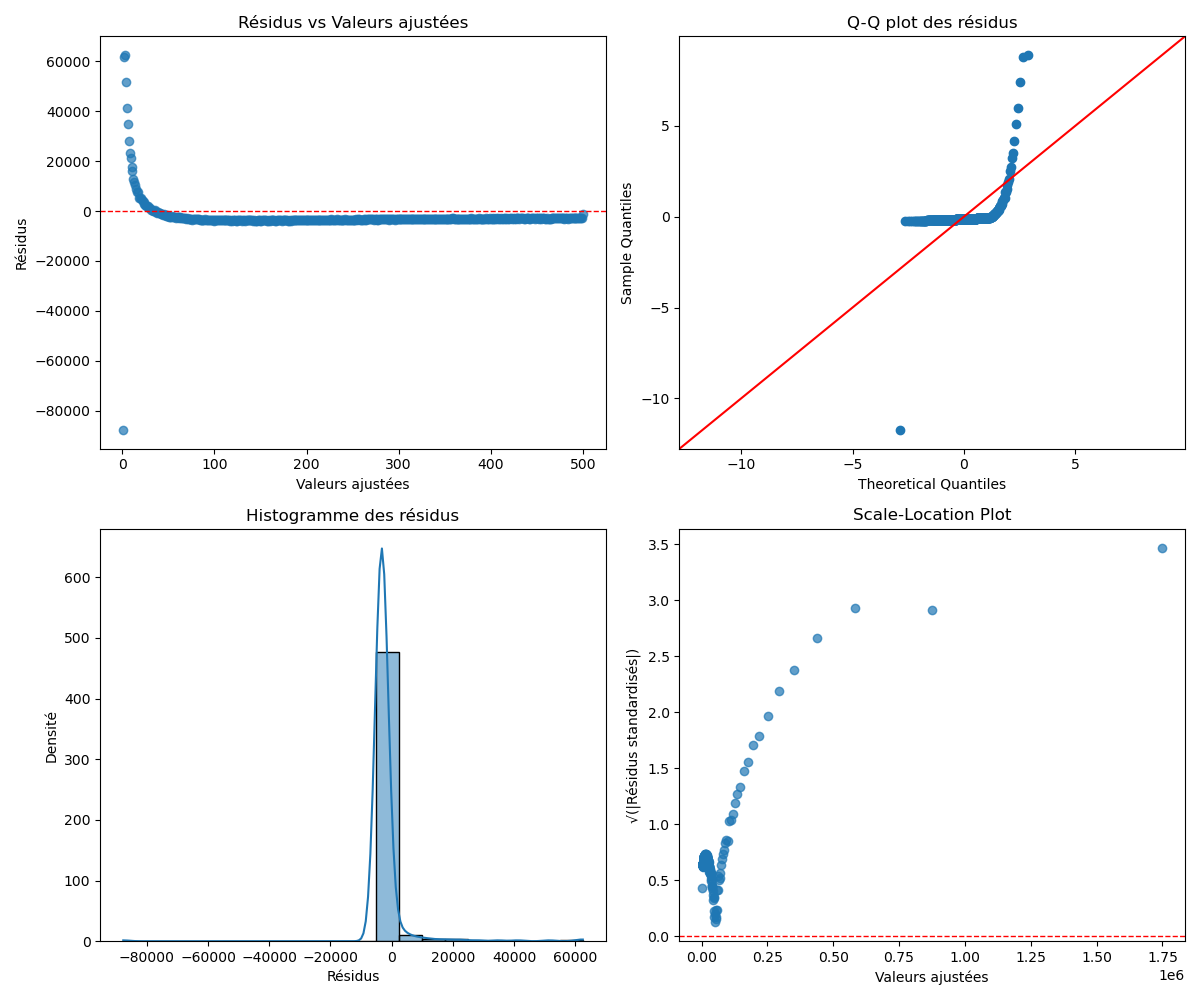 Résidus vs Valeurs ajustées
60000
40000
20000
0
−20000
−40000
−60000
−80000
Résidus
0 100 200 300 400 500
Valeurs ajustées
Q-Q plot des résidus
5
0
−5
−10
Sample Quantiles
−10 −5 0 5
Theoretical Quantiles
Histogramme des résidus
600
500
400
300
200
100
0
Densité
−80000 −60000 −40000 −20000 0 20000 40000 60000
Résidus
Scale-Location Plot
3.5
3.0
2.5
2.0
1.5
1.0
0.5
0.0
√(|Résidus standardisés|)
0.00 0.25 0.50 0.75 1.00 1.25 1.50 1.75
1e6
Valeurs ajustées